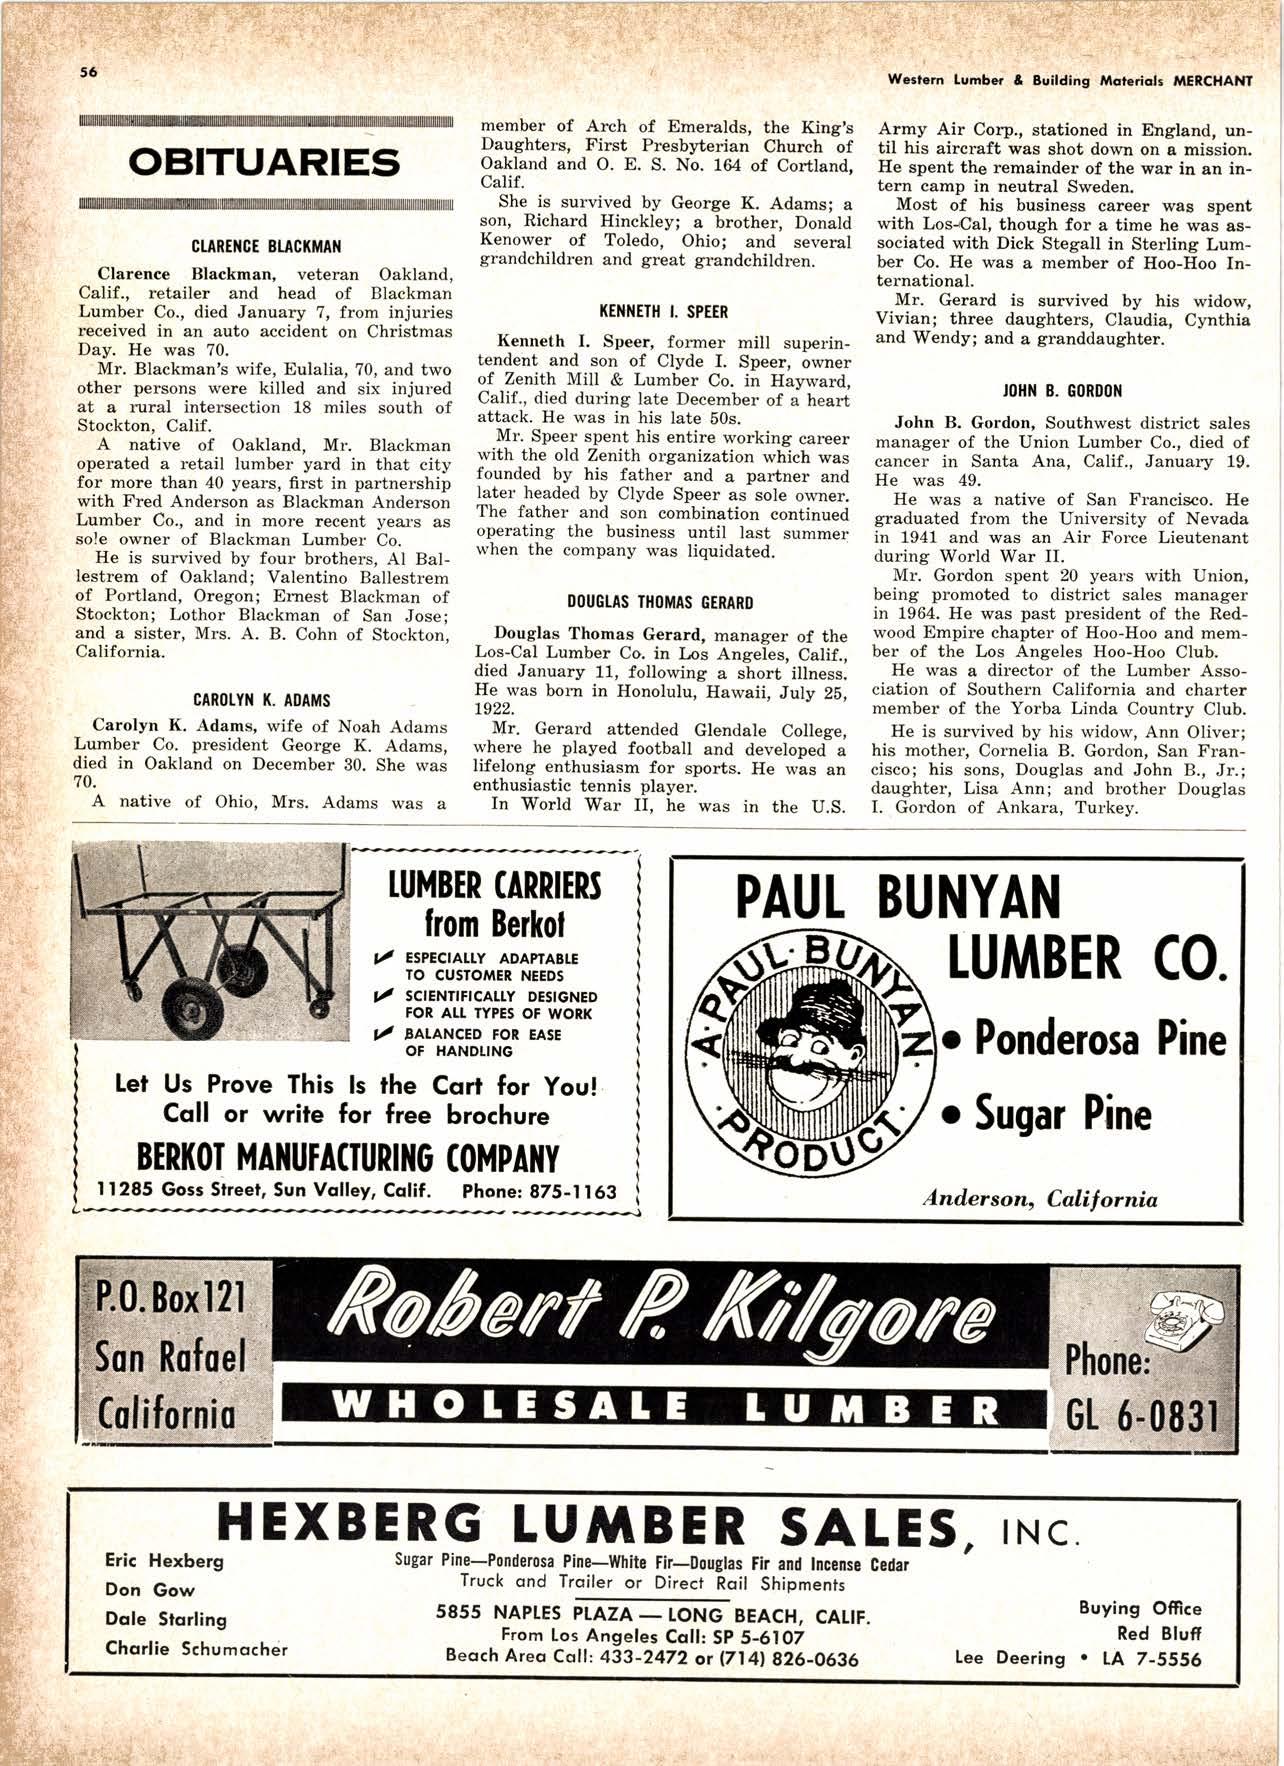 56
Western Lumber & Building Materials MERCHANT
OBITUARIES
CLARENCE BLACKMAN
Clarence Blackman, veteran Oakland,
Calif., retailer and head of Blackman
Lumber Co., died January 7, from injuries
received in an auto accident on Christmas
Day. He was 70.
Mr. Blackman's wife, Eulalia, 70, and two
other persons were killed and six injured
at a rural intersection 18 miles south of
Stockton, Calif.
A native of Oakland, Mr. Blackman
operated a retail lumber yard in that city
for more than 40 years, first in partnership
with Fred Anderson as Blackman Anderson
Lumber Co., and in more recent years as
sole owner of Blackman Lumber Co.
He is survived by four brothers, Al Bal-
lestrem of Oakland; Valentino Ballestrem
of Portland, Oregon; Ernest Blackman of
Stockton; Lothor Blackman of San Jose;
and a sister, Mrs. A. B. Cohn of Stockton,
California.
CAROLYN K. ADAMS
Carolyn K. Adams, wife of Noah Adams
Lumber Co. president George K. Adams,
died in Oakland on December 30. She was
70.
A native of Ohio, Mrs. Adams was a
member of Arch of Emeralds, the King's
Daughters, First Presbyterian Church of
Oakland and O. E. S. No. 164 of Cortland,
Calif.
She is survived by George K. Adams; a
son, Richard Hinckley; a brother, Donald
Kenower of Toledo, Ohio; and several
grandchildren and great grandchildren.
KENNETH I. SPEER
Kenneth I. Speer, former mill superin-
tendent and son of Clyde I. Speer, owner
of Zenith Mill & Lumber Co. in Hayward,
Calif., died during late December of a heart
attack. He was in his late 50s.
Mr. Speer spent his entire working career
with the old Zenith organization which was
founded by his father and a partner and
later headed by Clyde Speer as sole owner.
The father and son combination continued
operating the business until last summer
when the company was liquidated.
DOUGLAS THOMAS GERARD
Douglas Thomas Gerard, manager of the
Los-Cal Lumber Co. in Los Angeles, Calif.,
died January 11, following a short illness.
He was born in Honolulu, Hawaii, July 25,
1922.
Mr. Gerard attended Glendale College,
where he played football and developed a
lifelong enthusiasm for sports. He was an
enthusiastic tennis player.
In World War II, he was in the U.S.
Army Air Corp., stationed in England, un-
til his aircraft was shot down on a mission.
He spent the remainder of the war in an in-
tern camp in neutral Sweden.
Most of his business career was spent
with Los-Cal, though for a time he was as-
sociated with Dick Stegall in Sterling Lum-
ber Co. He was a member of Hoo-Hoo In-
ternational.
Mr. Gerard is survived by his widow,
Vivian; three daughters, Claudia, Cynthia
and Wendy; and a granddaughter.
JOHN B. GORDON
John B. Gordon, Southwest district sales
manager of the Union Lumber Co., died of
cancer in Santa Ana, Calif., January 19.
He was 49.
He was a native of San Francisco. He
graduated from the University of Nevada
in 1941 and was an Air Force Lieutenant
during World War II.
Mr. Gordon spent 20 years with Union,
being promoted to district sales manager
in 1964. He was past president of the Red-
wood Empire chapter of Hoo-Hoo and mem-
ber of the Los Angeles Hoo-Hoo Club.
He was a director of the Lumber Asso-
ciation of Southern California and charter
member of the Yorba Linda Country Club.
He is survived by his widow, Ann Oliver;
his mother, Cornelia B. Gordon, San Fran-
cisco; his sons, Douglas and John B., Jr.;
daughter, Lisa Ann; and brother Douglas
I. Gordon of Ankara, Turkey.
LUMBER CARRIERS
from Berkot
ESPECIALLY ADAPTABLE
TO CUSTOMER NEEDS
SCIENTIFICALLY DESIGNED
FOR ALL TYPES OF WORK
BALANCED FOR EASE
OF HANDLING
Let Us Prove This Is the Cart for You!
Call or write for free brochure
BERKOT MANUFACTURING COMPANY
11285 Goss Street, Sun Valley, Calif. Phone: 875-1163
PAUL BUNYAN
LUMBER CO.
A · PAUL · BUNYAN · PRODUCT ·
• Ponderosa Pine
• Sugar Pine
Anderson, California
P.O. Box 121
San Rafael
California
Robert P. Kilgore
WHOLESALE LUMBER
Phone:
GL 6-0831
HEXBERG LUMBER SALES, INC.
Eric Hexberg
Don Gow
Dale Starling
Charlie Schumacher
Sugar Pine—Ponderosa Pine—White Fir—Douglas Fir and Incense Cedar
Truck and Trailer or Direct Rail Shipments
5855 NAPLES PLAZA — LONG BEACH, CALIF.
From Los Angeles Call: SP 5-6107
Beach Area Call: 433-2472 or (714) 826-0636
Buying Office
Red Bluff
Lee Deering • LA 7-5556